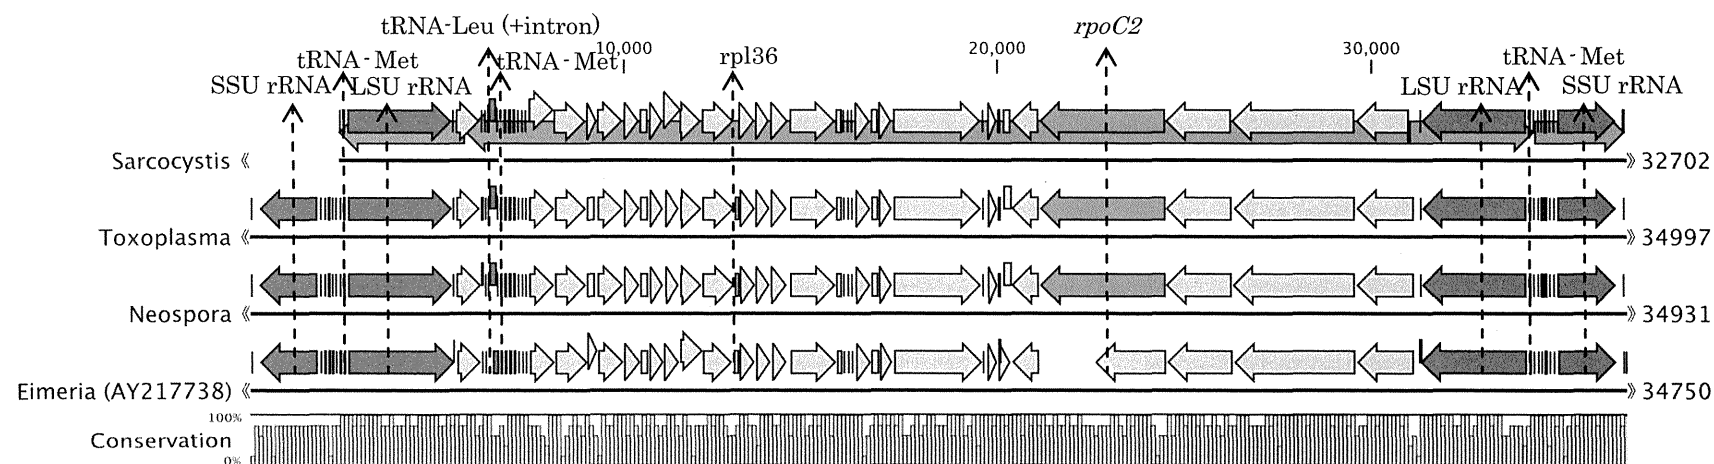 tRNA-Leu (+intron)
rpoC2
10,000
20,000
30,000
tRNA - Met
tRNA - Met
rpl36
tRNA - Met
SSU rRNA
LSU rRNA
LSU rRNA
SSU rRNA
Sarcocystis 《 》 32702
Toxoplasma 《 》 34997
Neospora 《 》 34931
Eimeria (AY217738) 《 》 34750
100%
Conservation
0%